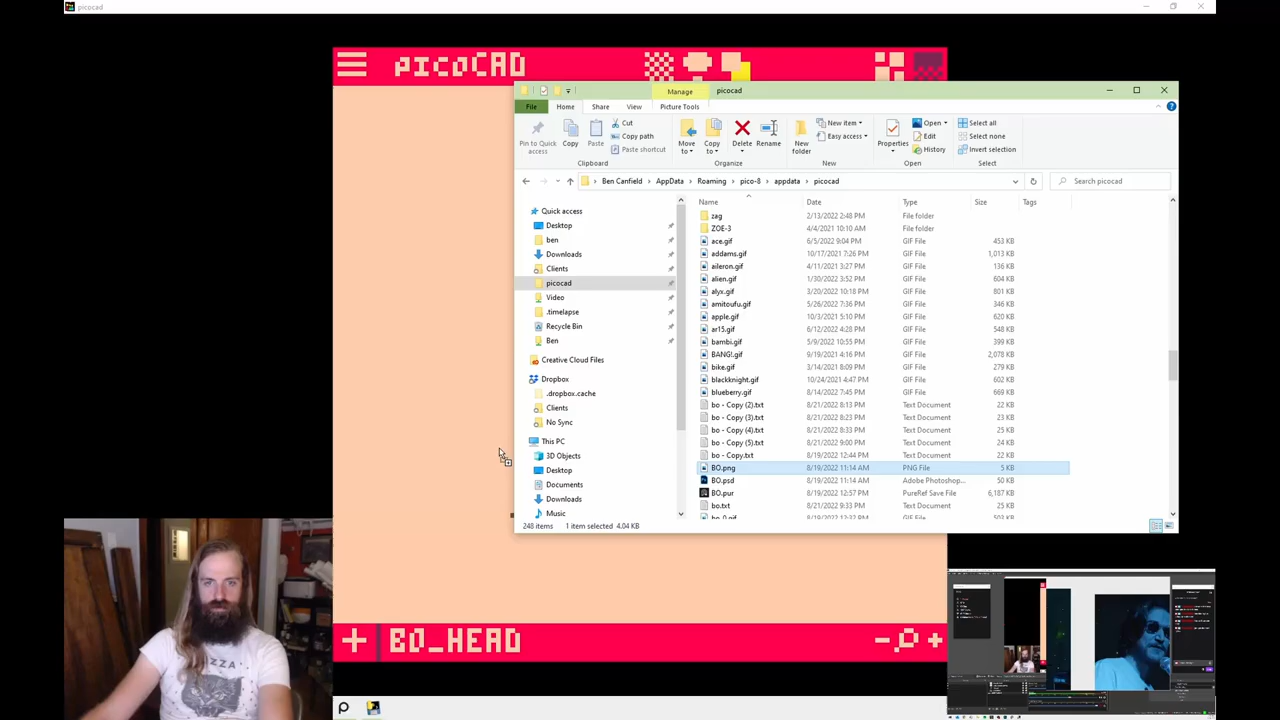 picocad
picoCAD
Manage
picocad
File
Home
Share
View
Picture Tools
Pin to Quick access
Copy
Paste
Cut
Copy path
Paste shortcut
Clipboard
Move to
Copy to
Delete
Rename
Organize
New folder
New item
Easy access
New
Properties
Open
Edit
History
Open
Select all
Select none
Invert selection
Select
Ben Canfield
AppData
Roaming
pico-8
appdata
picocad
Search picocad
Quick access
Desktop
ben
Downloads
Clients
picocad
Video
.timelapse
Recycle Bin
Ben
Creative Cloud Files
Dropbox
.dropbox.cache
Clients
No Sync
This PC
3D Objects
Desktop
Documents
Downloads
Music
Name Date Type Size Tags
zag 2/13/2022 2:48 PM File folder
ZOE-3 4/4/2021 10:10 AM File folder
ace.gif 6/5/2022 9:04 PM GIF File 453 KB
addams.gif 10/17/2021 7:26 PM GIF File 1,013 KB
aileron.gif 4/11/2021 3:27 PM GIF File 136 KB
alien.gif 1/30/2022 3:52 PM GIF File 604 KB
alyx.gif 3/20/2022 10:18 PM GIF File 801 KB
amitoufu.gif 5/26/2022 7:36 PM GIF File 346 KB
apple.gif 10/3/2021 5:10 PM GIF File 620 KB
ar15.gif 6/12/2022 4:28 PM GIF File 548 KB
bambi.gif 5/9/2022 10:55 PM GIF File 399 KB
BANG!.gif 9/19/2021 4:16 PM GIF File 2,078 KB
bike.gif 3/14/2021 8:09 PM GIF File 279 KB
blackknight.gif 10/24/2021 4:47 PM GIF File 602 KB
blueberry.gif 8/14/2022 7:45 PM GIF File 669 KB
bo - Copy (2).txt 8/21/2022 8:13 PM Text Document 22 KB
bo - Copy (3).txt 8/21/2022 8:23 PM Text Document 23 KB
bo - Copy (4).txt 8/21/2022 8:33 PM Text Document 23 KB
bo - Copy (5).txt 8/21/2022 9:00 PM Text Document 24 KB
bo - Copy.txt 8/19/2022 12:44 PM Text Document 22 KB
BO.png 8/19/2022 11:14 AM PNG File 5 KB
BO.psd 8/19/2022 11:14 AM Adobe Photoshop... 50 KB
BO.pur 8/19/2022 12:57 PM PureRef Save File 6,187 KB
bo.txt 8/21/2022 9:33 PM Text Document 25 KB
bo_0.gif 8/19/2022 12:37 PM GIF File 503 KB
248 items 1 item selected 4.04 KB
+ BO_HEAD